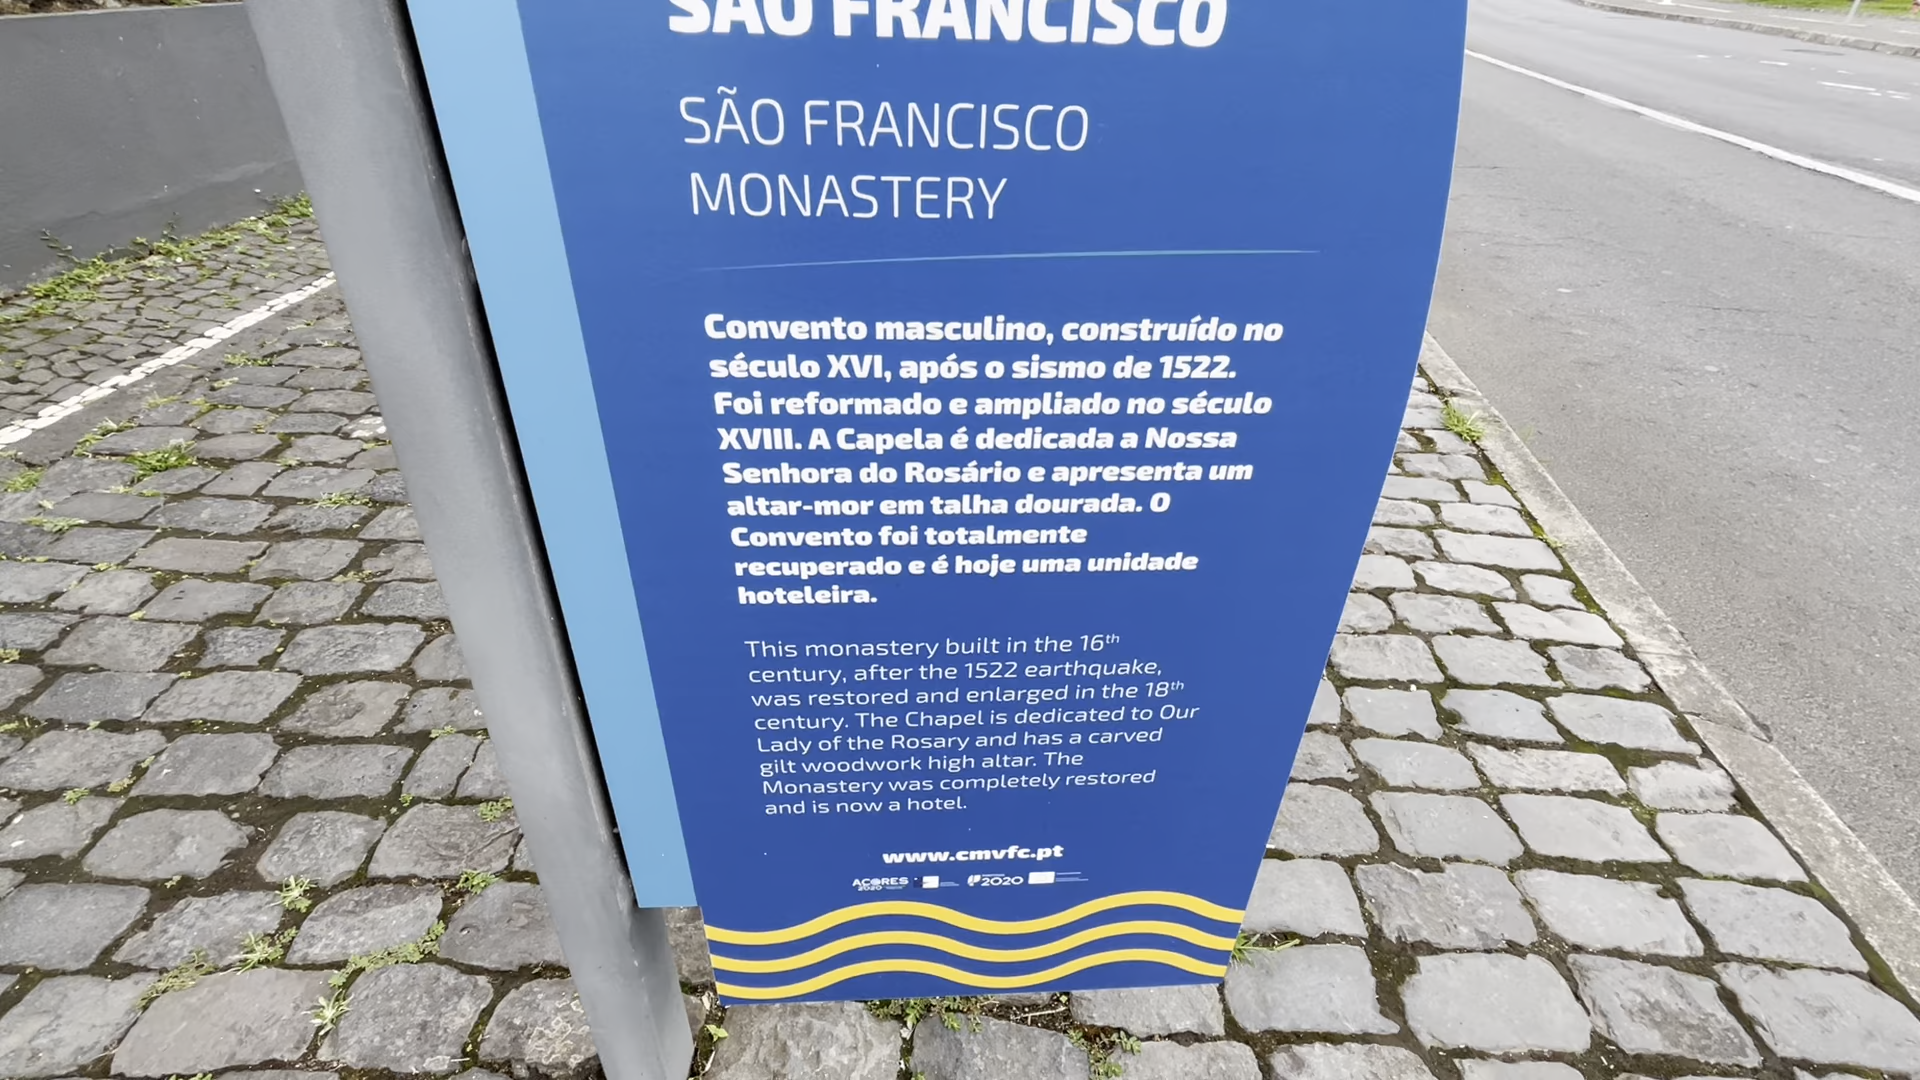 SÃO FRANCISCO
SÃO FRANCISCO
MONASTERY
Convento masculino, construído no
século XVI, após o sismo de 1522.
Foi reformado e ampliado no século
XVIII. A Capela é dedicada a Nossa
Senhora do Rosário e apresenta um
altar-mor em talha dourada. O
Convento foi totalmente
recuperado e é hoje uma unidade
hoteleira.
This monastery built in the 16th
century, after the 1522 earthquake,
was restored and enlarged in the 18th
century. The Chapel is dedicated to Our
Lady of the Rosary and has a carved
gilt woodwork high altar. The
Monastery was completely restored
and is now a hotel.
www.cmvfc.pt
AÇORES 2020 2020